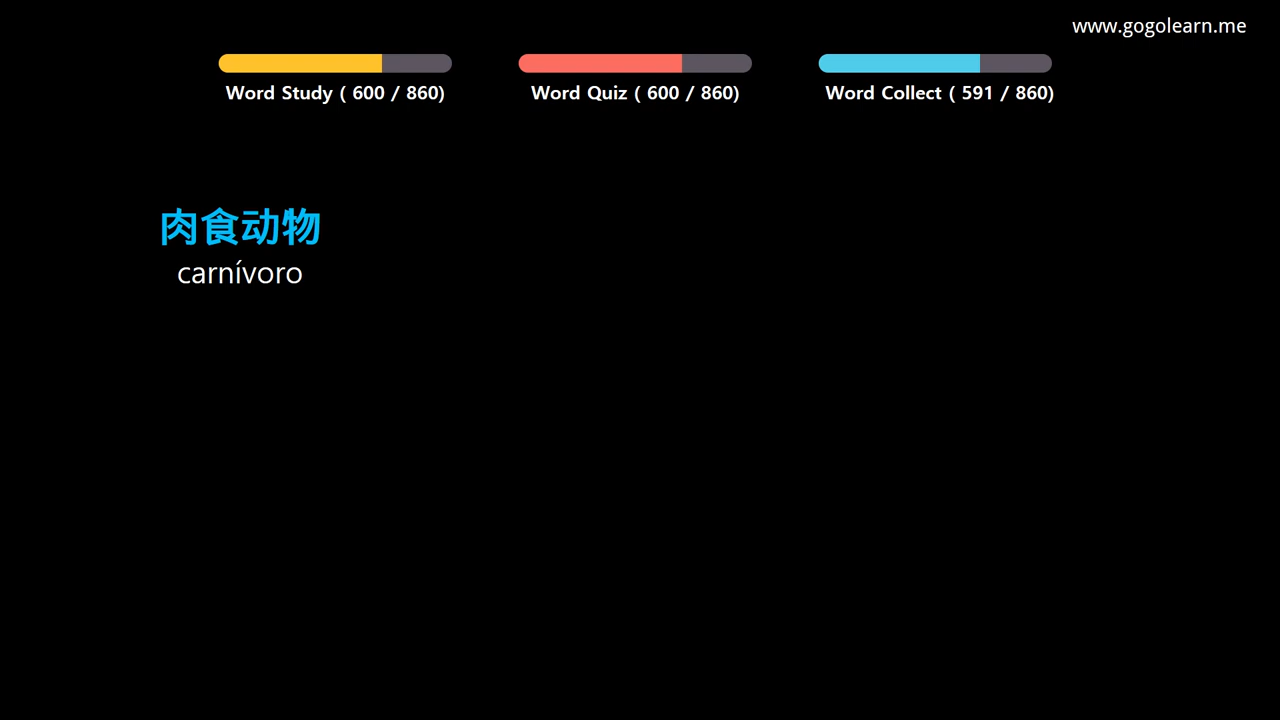 www.gogolearn.me
Word Study ( 600 / 860)
Word Quiz ( 600 / 860)
Word Collect ( 591 / 860)
肉食动物
carnívoro